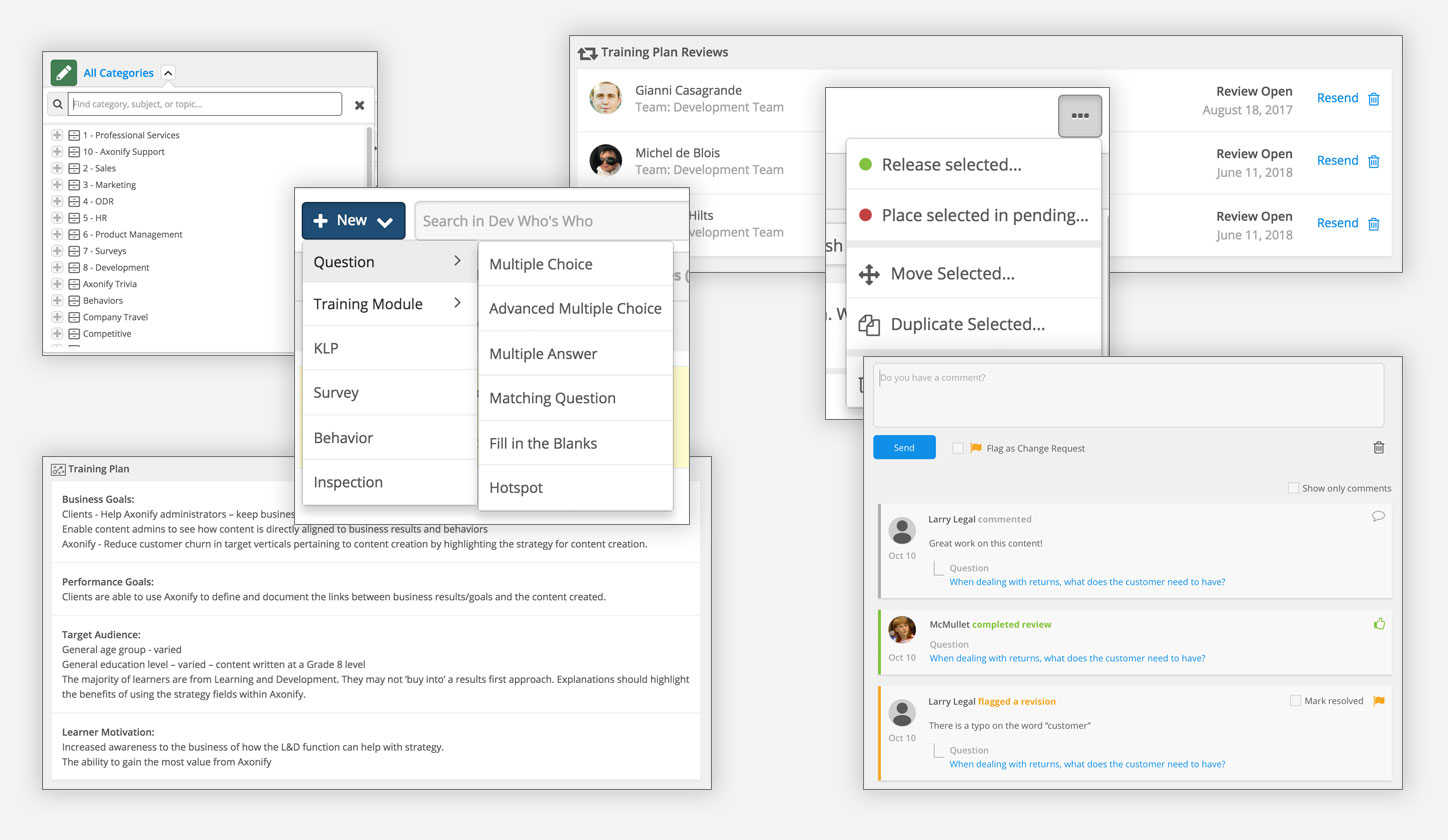 All Categories
Find category, subject, or topic...
1 - Professional Services
10 - Axonify Support
2 - Sales
3 - Marketing
4 - ODR
5 - HR
6 - Product Management
7 - Surveys
8 - Development
Axonify Trivia
Behaviors
Company Travel
Competitive
Training Plan Reviews
Gianni Casagrande
Team: Development Team
Review Open
August 18, 2017
Resend
Michel de Blois
Team: Development Team
Review Open
June 11, 2018
Resend
Hilts
velopment Team
Review Open
June 11, 2018
Resend
New
Search in Dev Who's Who
Question
Training Module
KLP
Survey
Behavior
Inspection
Multiple Choice
Advanced Multiple Choice
Multiple Answer
Matching Question
Fill in the Blanks
Hotspot
Release selected...
Place selected in pending...
sh
Move Selected...
. W
Duplicate Selected...
Training Plan
Business Goals:
Clients - Help Axonify administrators – keep busines
Enable content admins to see how content is directly aligned to business results and behaviors
Axonify - Reduce customer churn in target verticals pertaining to content creation by highlighting the strategy for content creation.
Performance Goals:
Clients are able to use Axonify to define and document the links between business results/goals and the content created.
Target Audience:
General age group - varied
General education level – varied – content written at a Grade 8 level
The majority of learners are from Learning and Development. They may not ‘buy into’ a results first approach. Explanations should highlight
the benefits of using the strategy fields within Axonify.
Learner Motivation:
Increased awareness to the business of how the L&D function can help with strategy.
The ability to gain the most value from Axonify
Do you have a comment?
Send
Flag as Change Request
Show only comments
Larry Legal commented
Oct 10
Great work on this content!
Question
When dealing with returns, what does the customer need to have?
McMullet completed review
Oct 10
Question
When dealing with returns, what does the customer need to have?
Larry Legal flagged a revision
Mark resolved
Oct 10
There is a typo on the word “customer”
Question
When dealing with returns, what does the customer need to have?